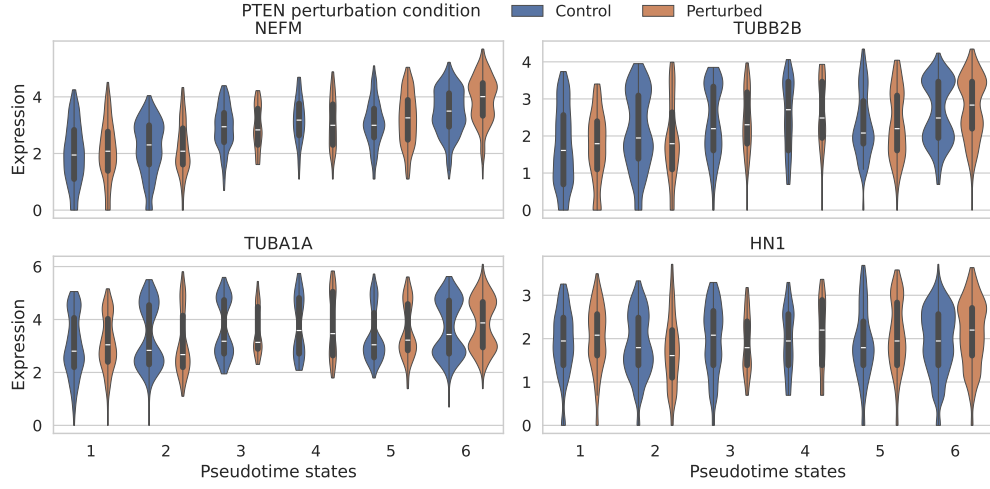 PTEN perturbation condition Control Perturbed
NEFM TUBB2B
Expression
4
2
0
4
3
2
1
0
TUBA1A HN1
Expression
6
4
2
0
3
2
1
0
1 2 3 4 5 6 1 2 3 4 5 6
Pseudotime states Pseudotime states